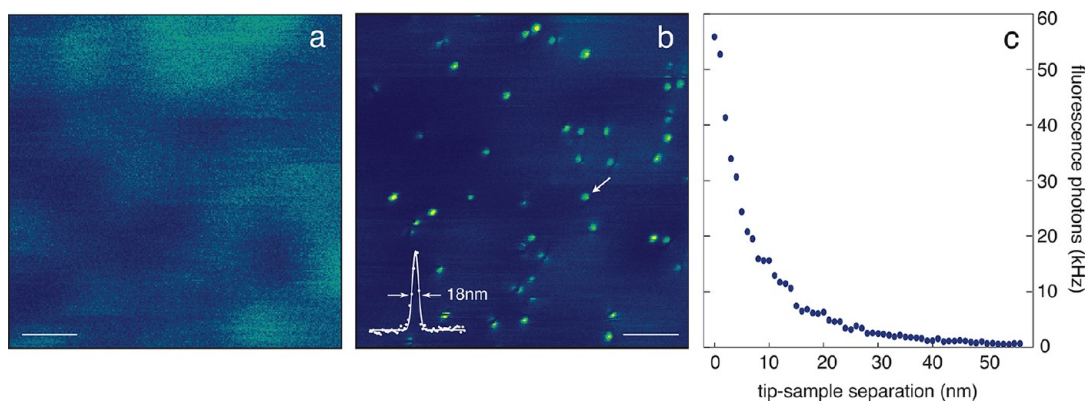 a
b
18nm
c
60
50
40
30
20
10
0
fluorescence photons (kHz)
0 10 20 30 40 50
tip-sample separation (nm)